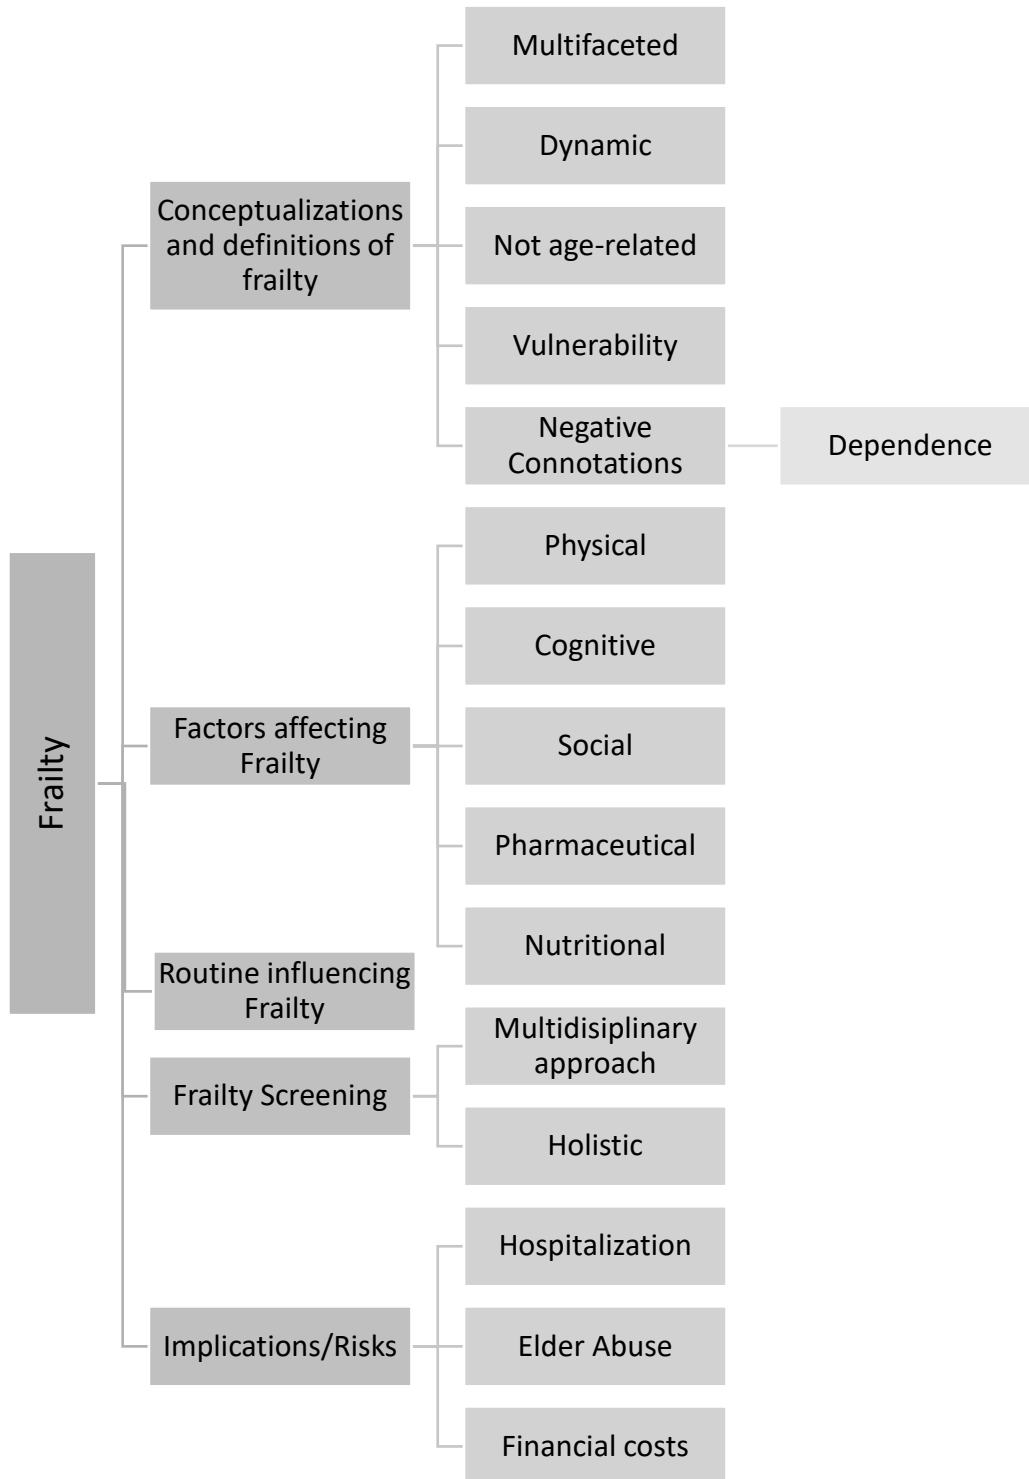 Frailty
Conceptualizations
and definitions of
frailty
Multifaceted
Dynamic
Not age-related
Vulnerability
Negative
Connotations
Dependence
Factors affecting
Frailty
Physical
Cognitive
Social
Pharmaceutical
Nutritional
Routine influencing
Frailty
Frailty Screening
Multidisiplinary
approach
Holistic
Implications/Risks
Hospitalization
Elder Abuse
Financial costs